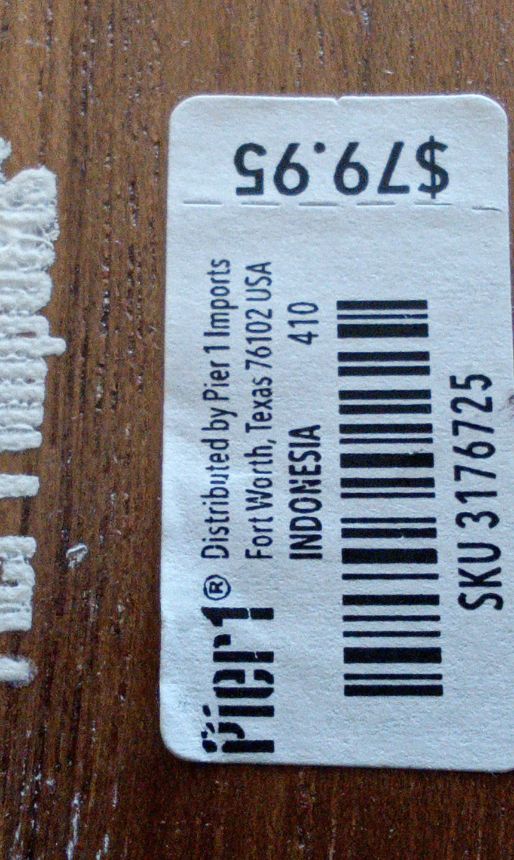 $79.95
Pier1® Distributed by Pier 1 Imports
Fort Worth, Texas 76102 USA
INDONESIA 410
SKU 3176725